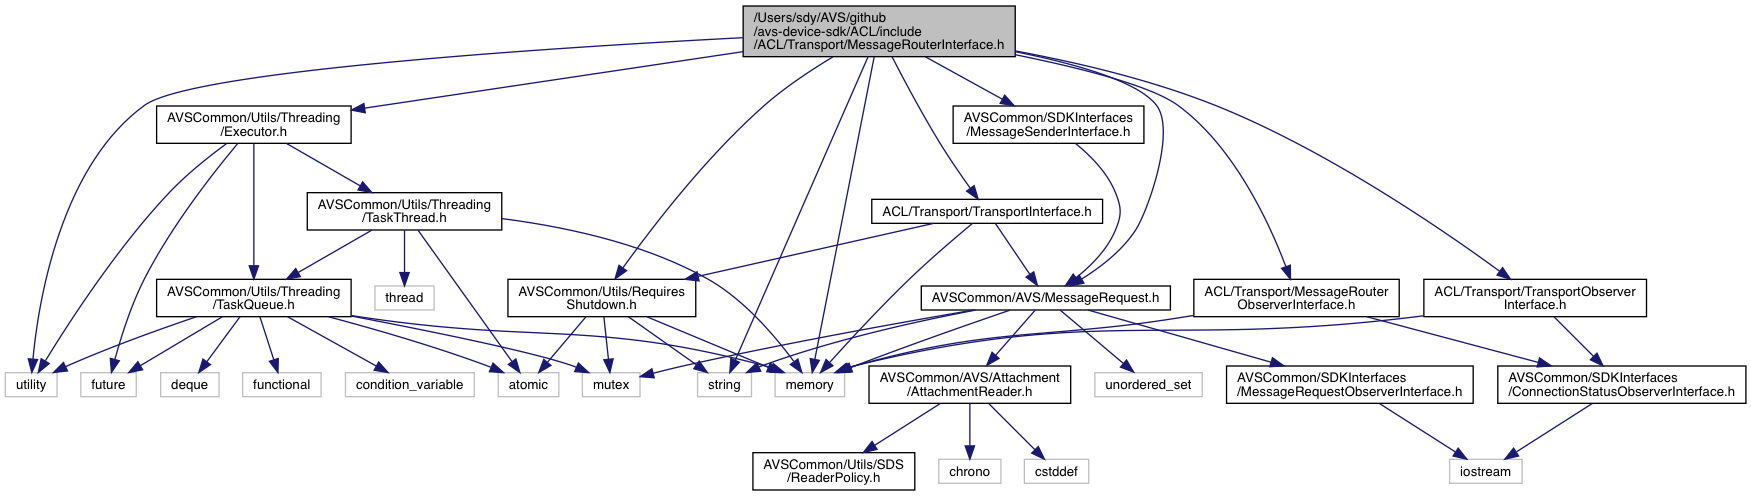 /Users/sdy/AVS/github
/avs-device-sdk/ACL/include
/ACL/Transport/MessageRouterInterface.h
AVSCommon/Utils/Threading
/Executor.h
AVSCommon/SDKInterfaces
/MessageSenderInterface.h
AVSCommon/Utils/Threading
/TaskThread.h
ACL/Transport/TransportInterface.h
AVSCommon/Utils/Threading
/TaskQueue.h
thread
AVSCommon/Utils/Requires
Shutdown.h
AVSCommon/AVS/MessageRequest.h
ACL/Transport/MessageRouter
ObserverInterface.h
ACL/Transport/TransportObserver
Interface.h
utility
future
deque
functional
condition_variable
atomic
mutex
string
memory
AVSCommon/AVS/Attachment
/AttachmentReader.h
unordered_set
AVSCommon/SDKInterfaces
/MessageRequestObserverInterface.h
AVSCommon/SDKInterfaces
/ConnectionStatusObserverInterface.h
AVSCommon/Utils/SDS
/ReaderPolicy.h
chrono
cstddef
iostream